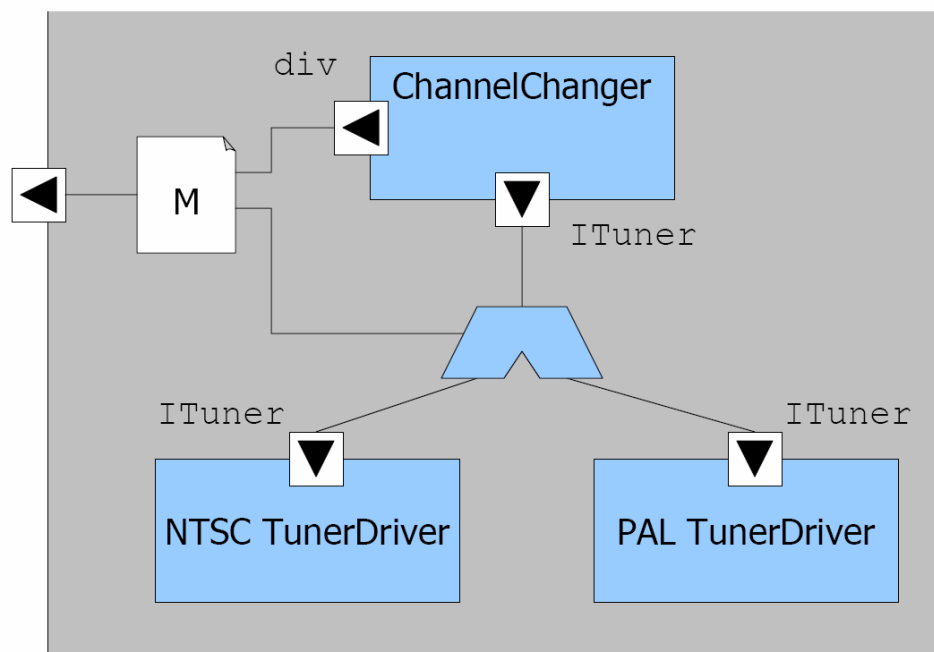 div
ChannelChanger
M
ITuner
ITuner
ITuner
NTSC TunerDriver
PAL TunerDriver